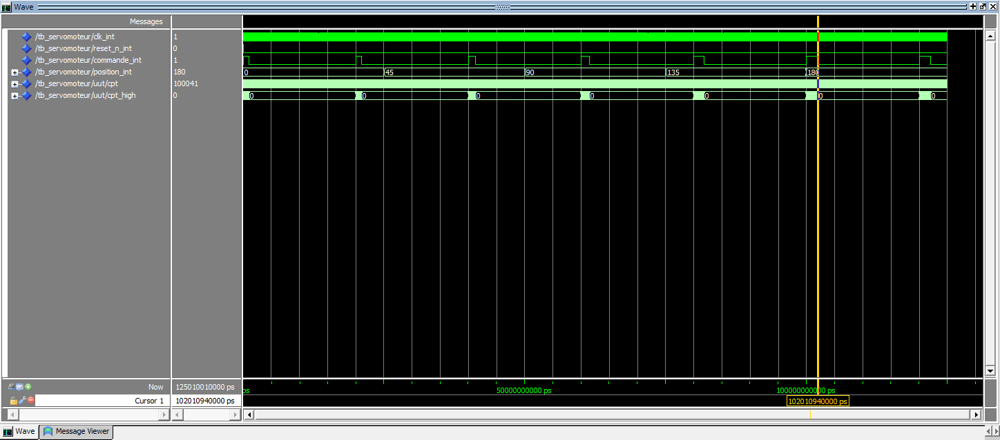 Wave
Messages
/tb_servomoteur/clk_int 1
/tb_servomoteur/reset_n_int 0
/tb_servomoteur/commande_int 1
/tb_servomoteur/position_int 180 0 45 90 135 180
/tb_servomoteur/uut/cpt 100041
/tb_servomoteur/uut/cpt_high 0 0 0 0 0 0 0 0
Now 125010010000 ps ps 50000000000 ps 100000000000 ps
Cursor 1 102010940000 ps 102010940000 ps
Wave Message Viewer